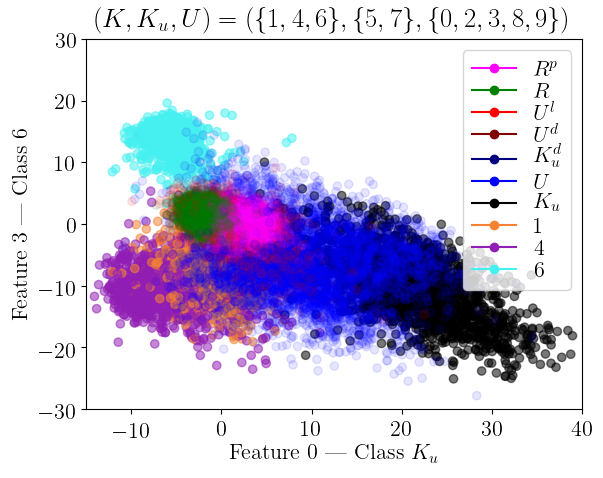 (K, K_u, U) = ({1, 4, 6}, {5, 7}, {0, 2, 3, 8, 9})
30
20
10
0
−10
−20
−30
Feature 3 — Class 6
R^p
R
U^l
U^d
K_u^d
U
K_u
1
4
6
−10
0
10
20
30
40
Feature 0 — Class K_u